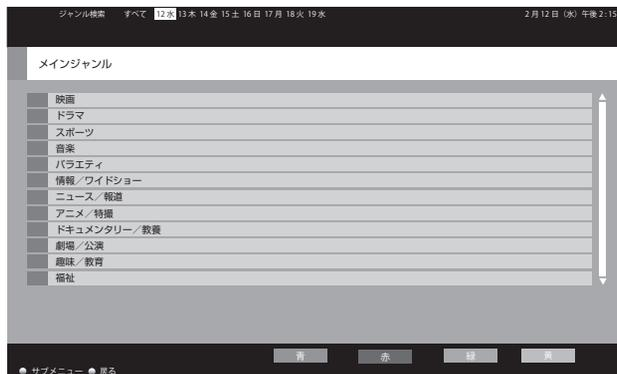 ジャンル検索 すべて 12水 13木 14金 15土 16日 17月 18火 19水 2月12日（水）午後2:15
メインジャンル
映画
ドラマ
スポーツ
音楽
バラエティ
情報／ワイドショー
ニュース／報道
アニメ／特撮
ドキュメンタリー／教養
劇場／公演
趣味／教育
福祉
青 赤 緑 黄
サブメニュー 戻る